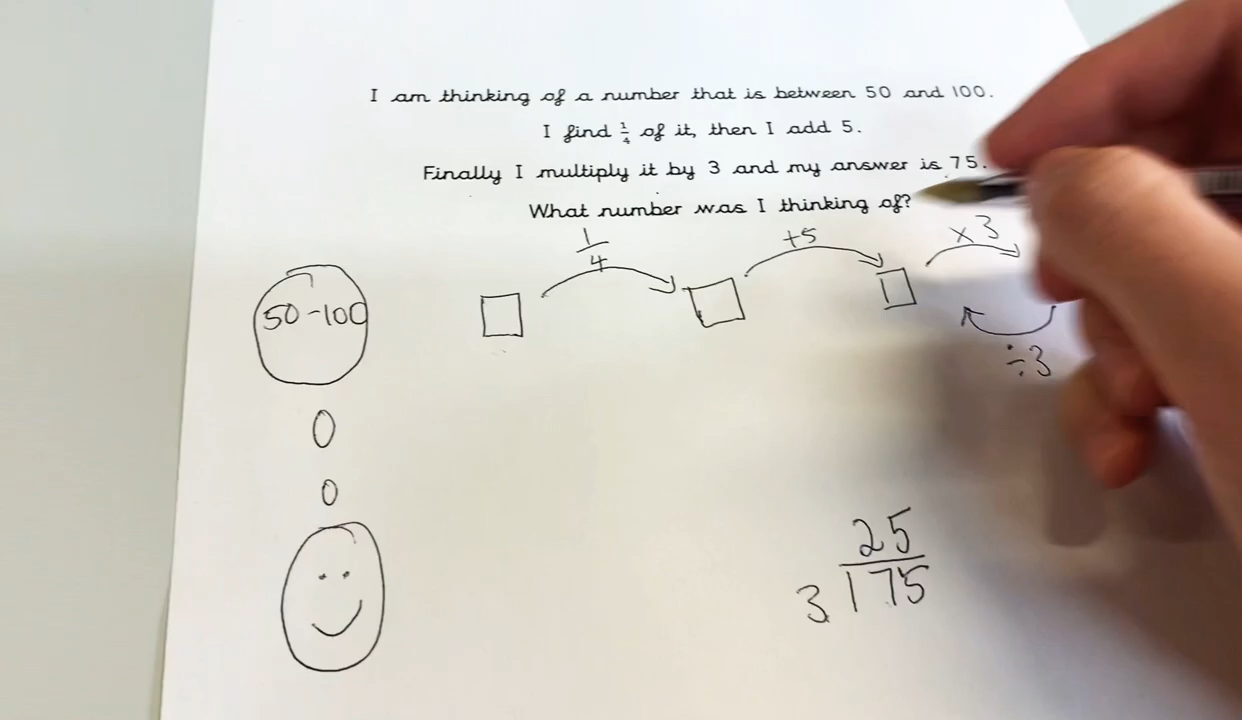 I am thinking of a number that is between 50 and 100.
I find 1/4 of it, then I add 5.
Finally I multiply it by 3 and my answer is 75.
What number was I thinking of?
1/4
+5
× 3
50-100
÷3
25
3 75